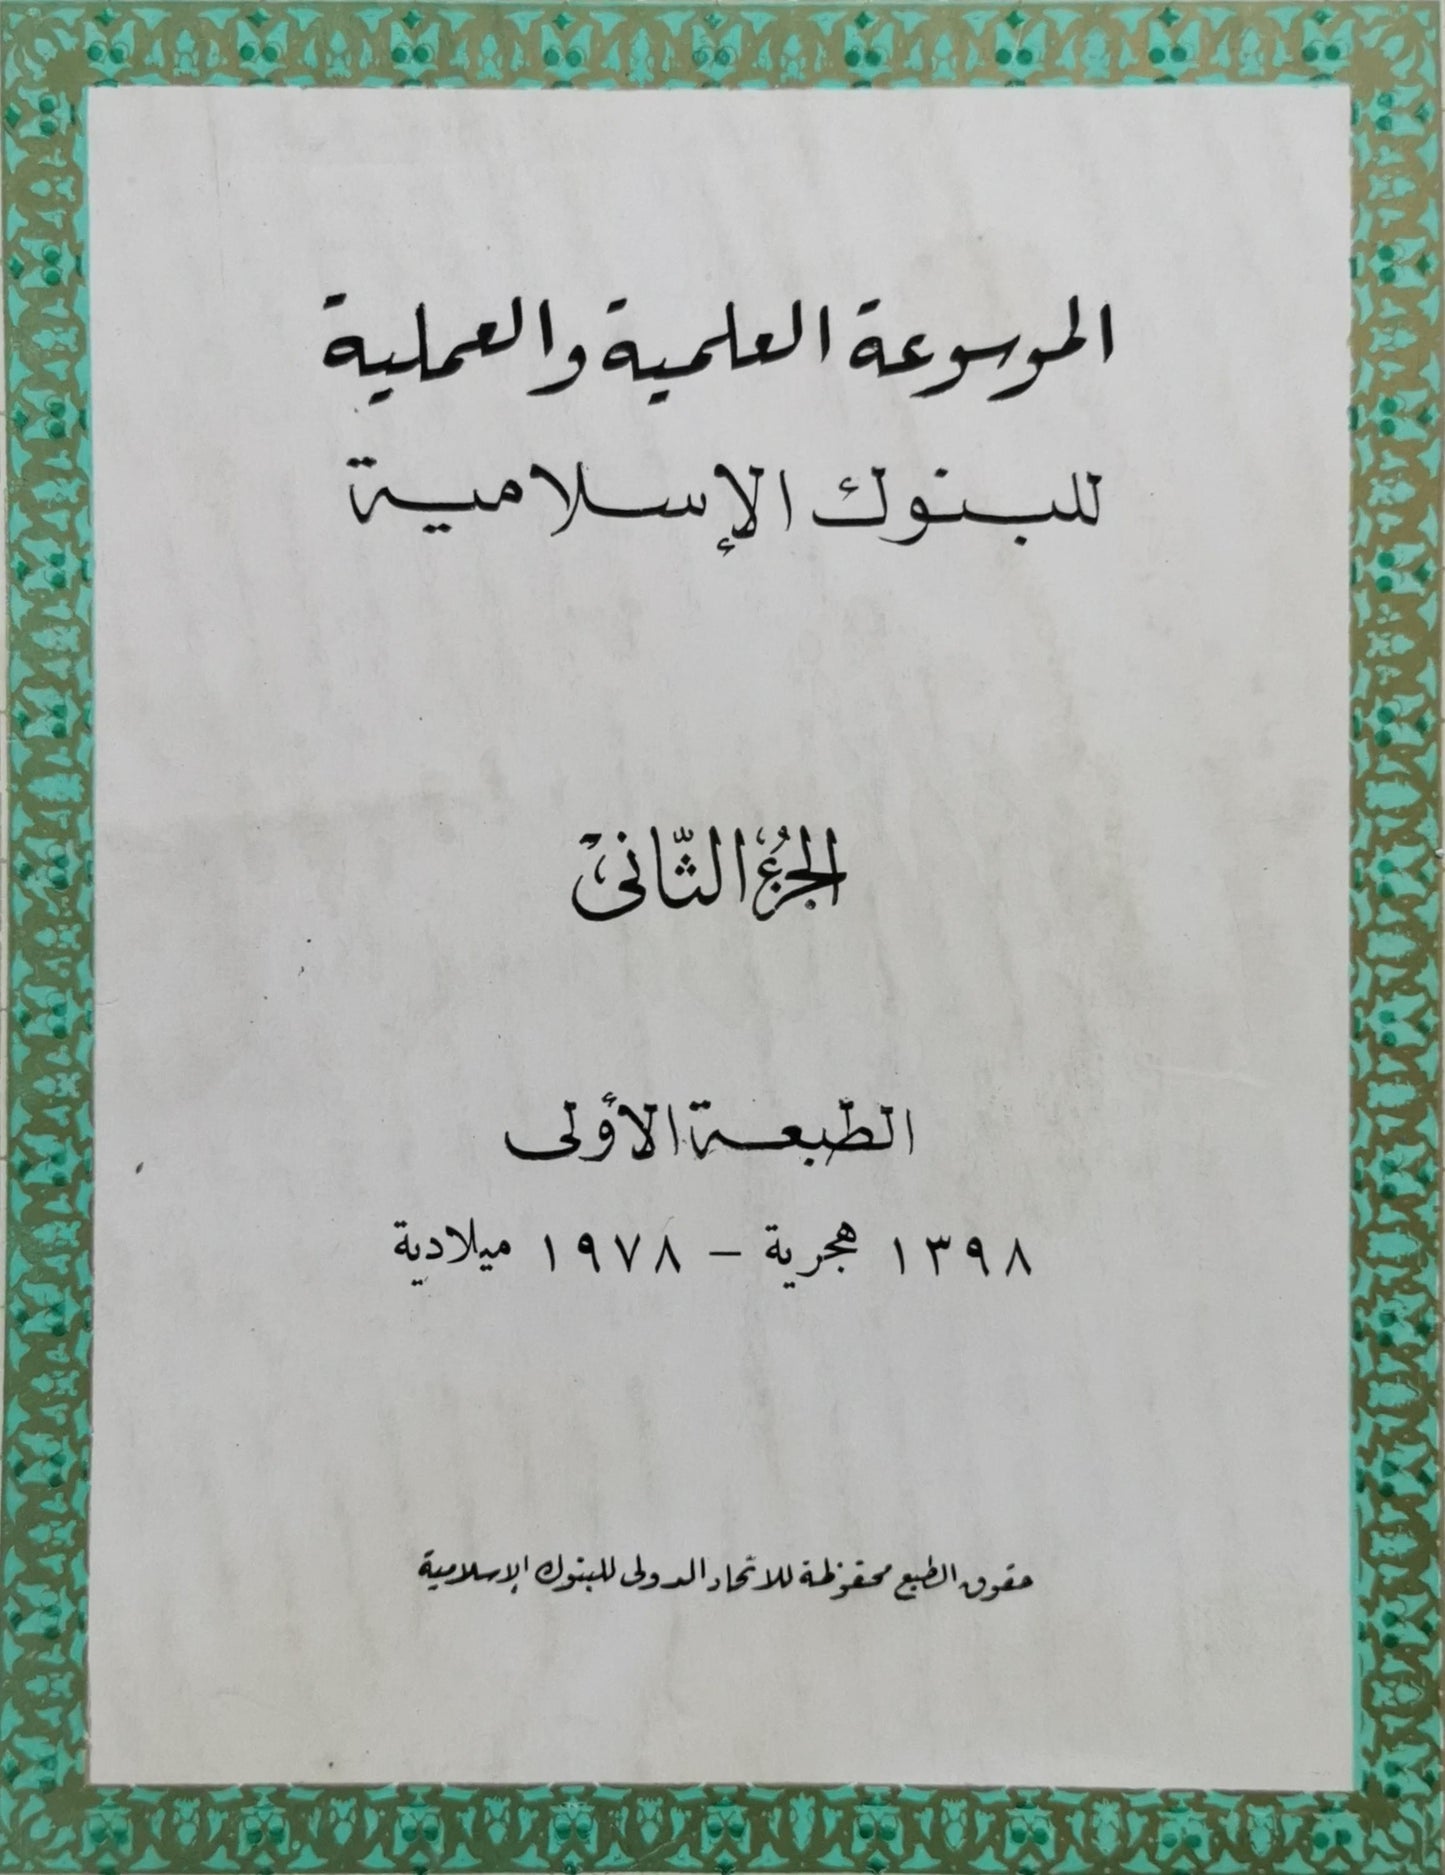 الموسوعة العلمية والعملية
للبنوك الإسلامية
الجزء الثانى
الطبعة الأولى
١٣٩٨ هجرية - ١٩٧٨ ميلادية
حقوق الطبع محفوظة للاتحاد الدولى للبنوك الإسلامية